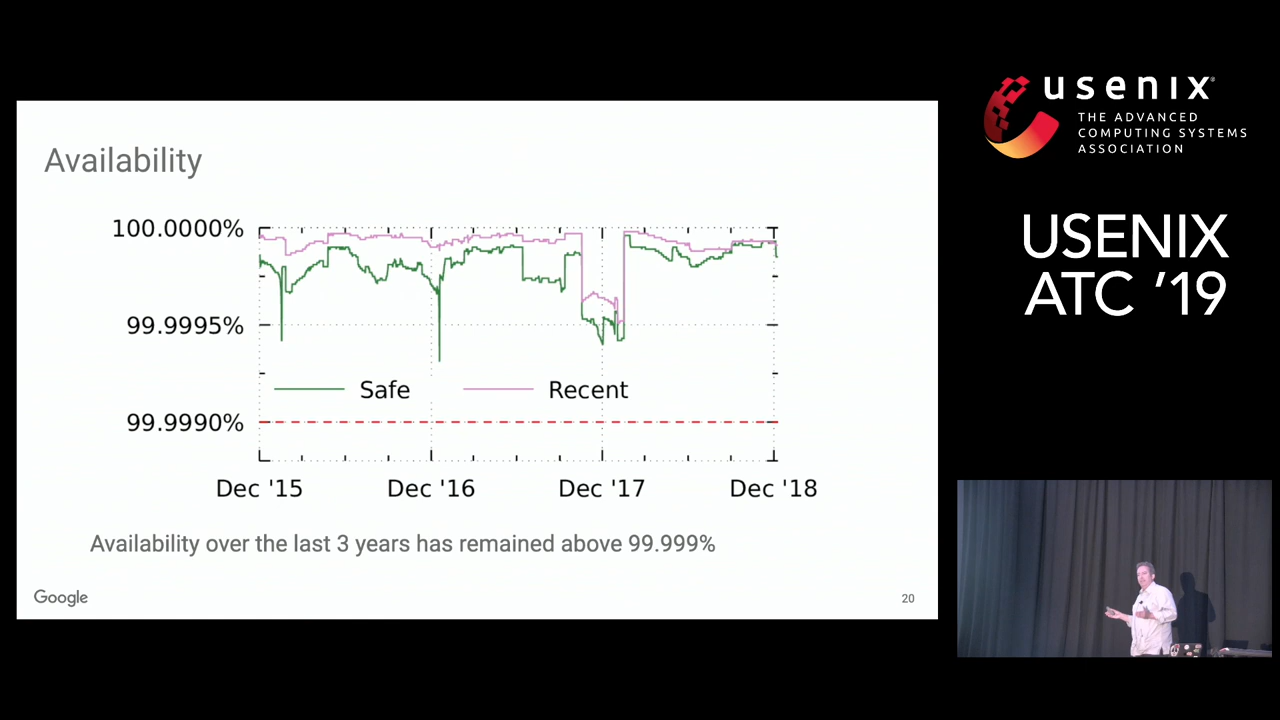 Availability
100.0000%
99.9995%
99.9990%
Safe
Recent
Dec '15
Dec '16
Dec '17
Dec '18
Availability over the last 3 years has remained above 99.999%
Google
20
usenix®
THE ADVANCED
COMPUTING SYSTEMS
ASSOCIATION
USENIX
ATC '19